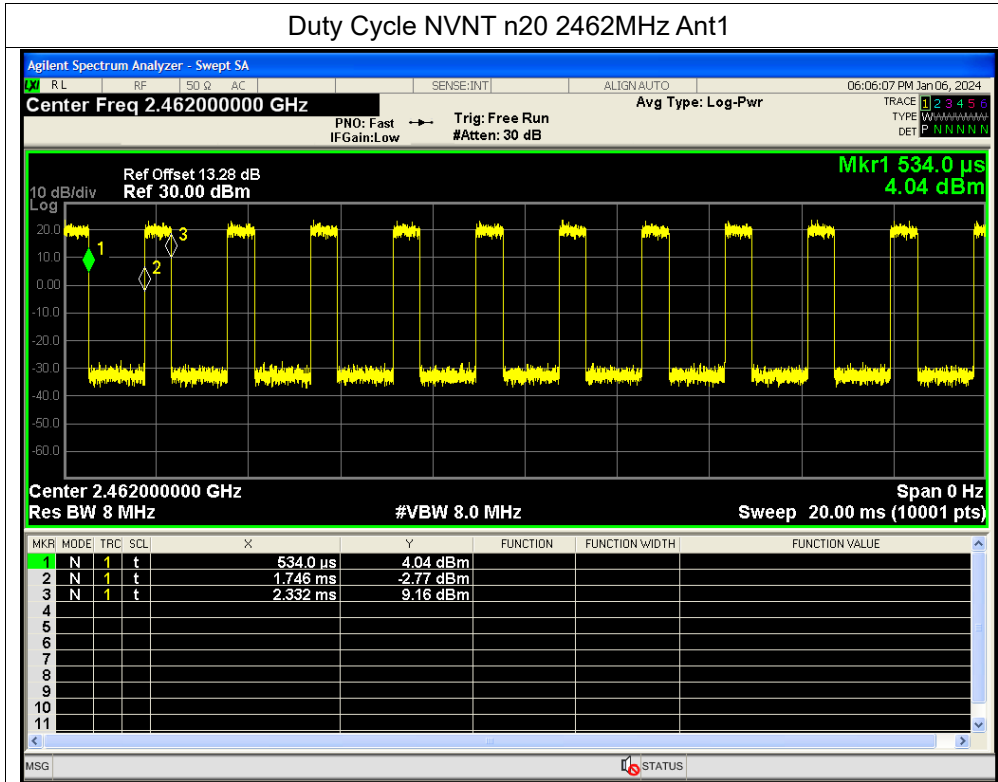 Duty Cycle NVNT n20 2462MHz Ant1
Agilent Spectrum Analyzer - Swept SA
LXI RL RF 50 Ω AC SENSE:INT ALIGNAUTO 06:06:07 PM Jan 06, 2024
Center Freq 2.462000000 GHz Avg Type: Log-Pwr TRACE 1 2 3 4 5 6
PNO: Fast Trig: Free Run TYPE WWWWWW
IFGain:Low #Atten: 30 dB DET P N N N N N
Mkr1 534.0 µs
4.04 dBm
Ref Offset 13.28 dB
10 dB/div Ref 30.00 dBm
Log
20.0
10.0
0.00
-10.0
-20.0
-30.0
-40.0
-50.0
-60.0
1
2
3
Center 2.462000000 GHz Span 0 Hz
Res BW 8 MHz #VBW 8.0 MHz Sweep 20.00 ms (10001 pts)
MKR MODE TRC SCL X Y FUNCTION FUNCTION WIDTH FUNCTION VALUE
1 N 1 t 534.0 µs 4.04 dBm
2 N 1 t 1.746 ms -2.77 dBm
3 N 1 t 2.332 ms 9.16 dBm
4
5
6
7
8
9
10
11
MSG STATUS